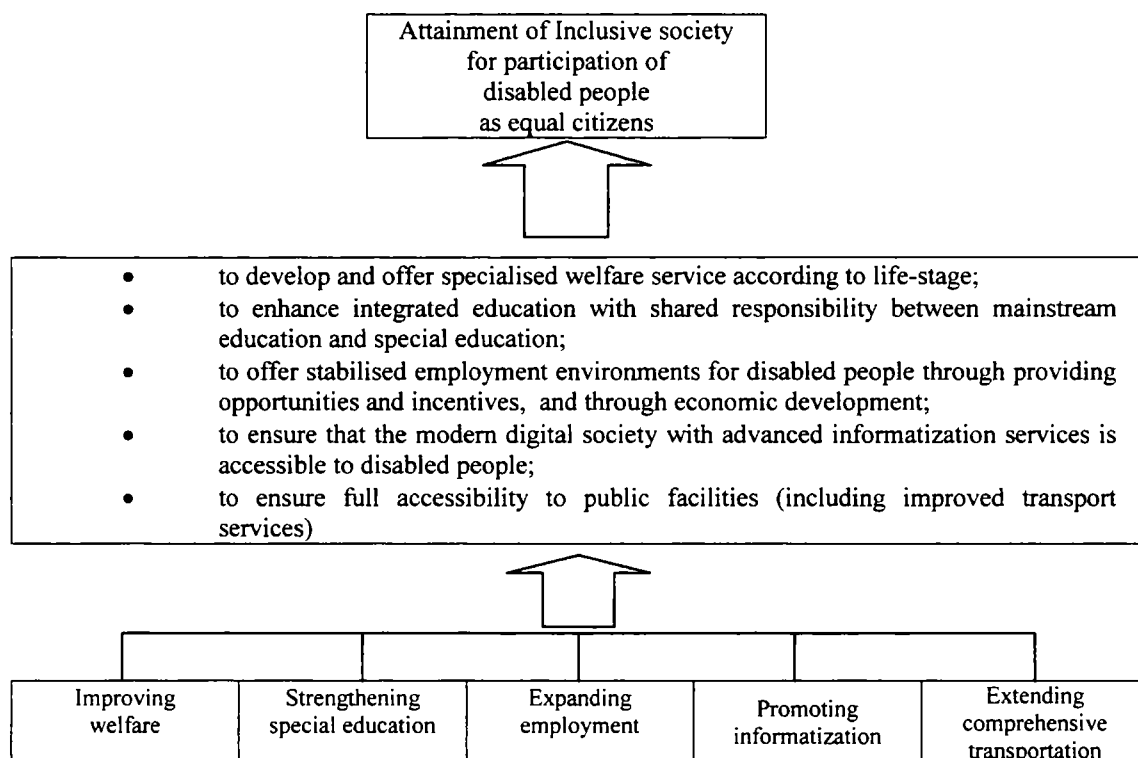 Attainment of Inclusive society
for participation of
disabled people
as equal citizens
• to develop and offer specialised welfare service according to life-stage;
• to enhance integrated education with shared responsibility between mainstream
education and special education;
• to offer stabilised employment environments for disabled people through providing
opportunities and incentives, and through economic development;
• to ensure that the modern digital society with advanced informatization services is
accessible to disabled people;
• to ensure full accessibility to public facilities (including improved transport
services)
Improving
welfare
Strengthening
special education
Expanding
employment
Promoting
informatization
Extending
comprehensive
transportation